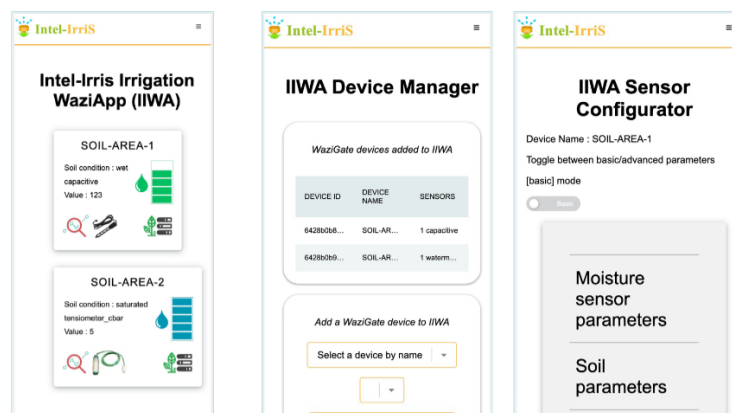 Intel-IrriS
Intel-Irris Irrigation
WaziApp (IIWA)
SOIL-AREA-1
Soil condition : wet
capacitive
Value : 123
SOIL-AREA-2
Soil condition : saturated
tensiometer_cbar
Value : 5
Intel-IrriS
IIWA Device Manager
WaziGate devices added to IIWA
DEVICE ID DEVICE NAME SENSORS
6428b0b8... SOIL-AR... 1 capacitive
6428b0b9... SOIL-AR... 1 waterm...
Add a WaziGate device to IIWA
Select a device by name
Intel-IrriS
IIWA Sensor
Configurator
Device Name : SOIL-AREA-1
Toggle between basic/advanced parameters
[basic] mode
Basic
Moisture
sensor
parameters
Soil
parameters